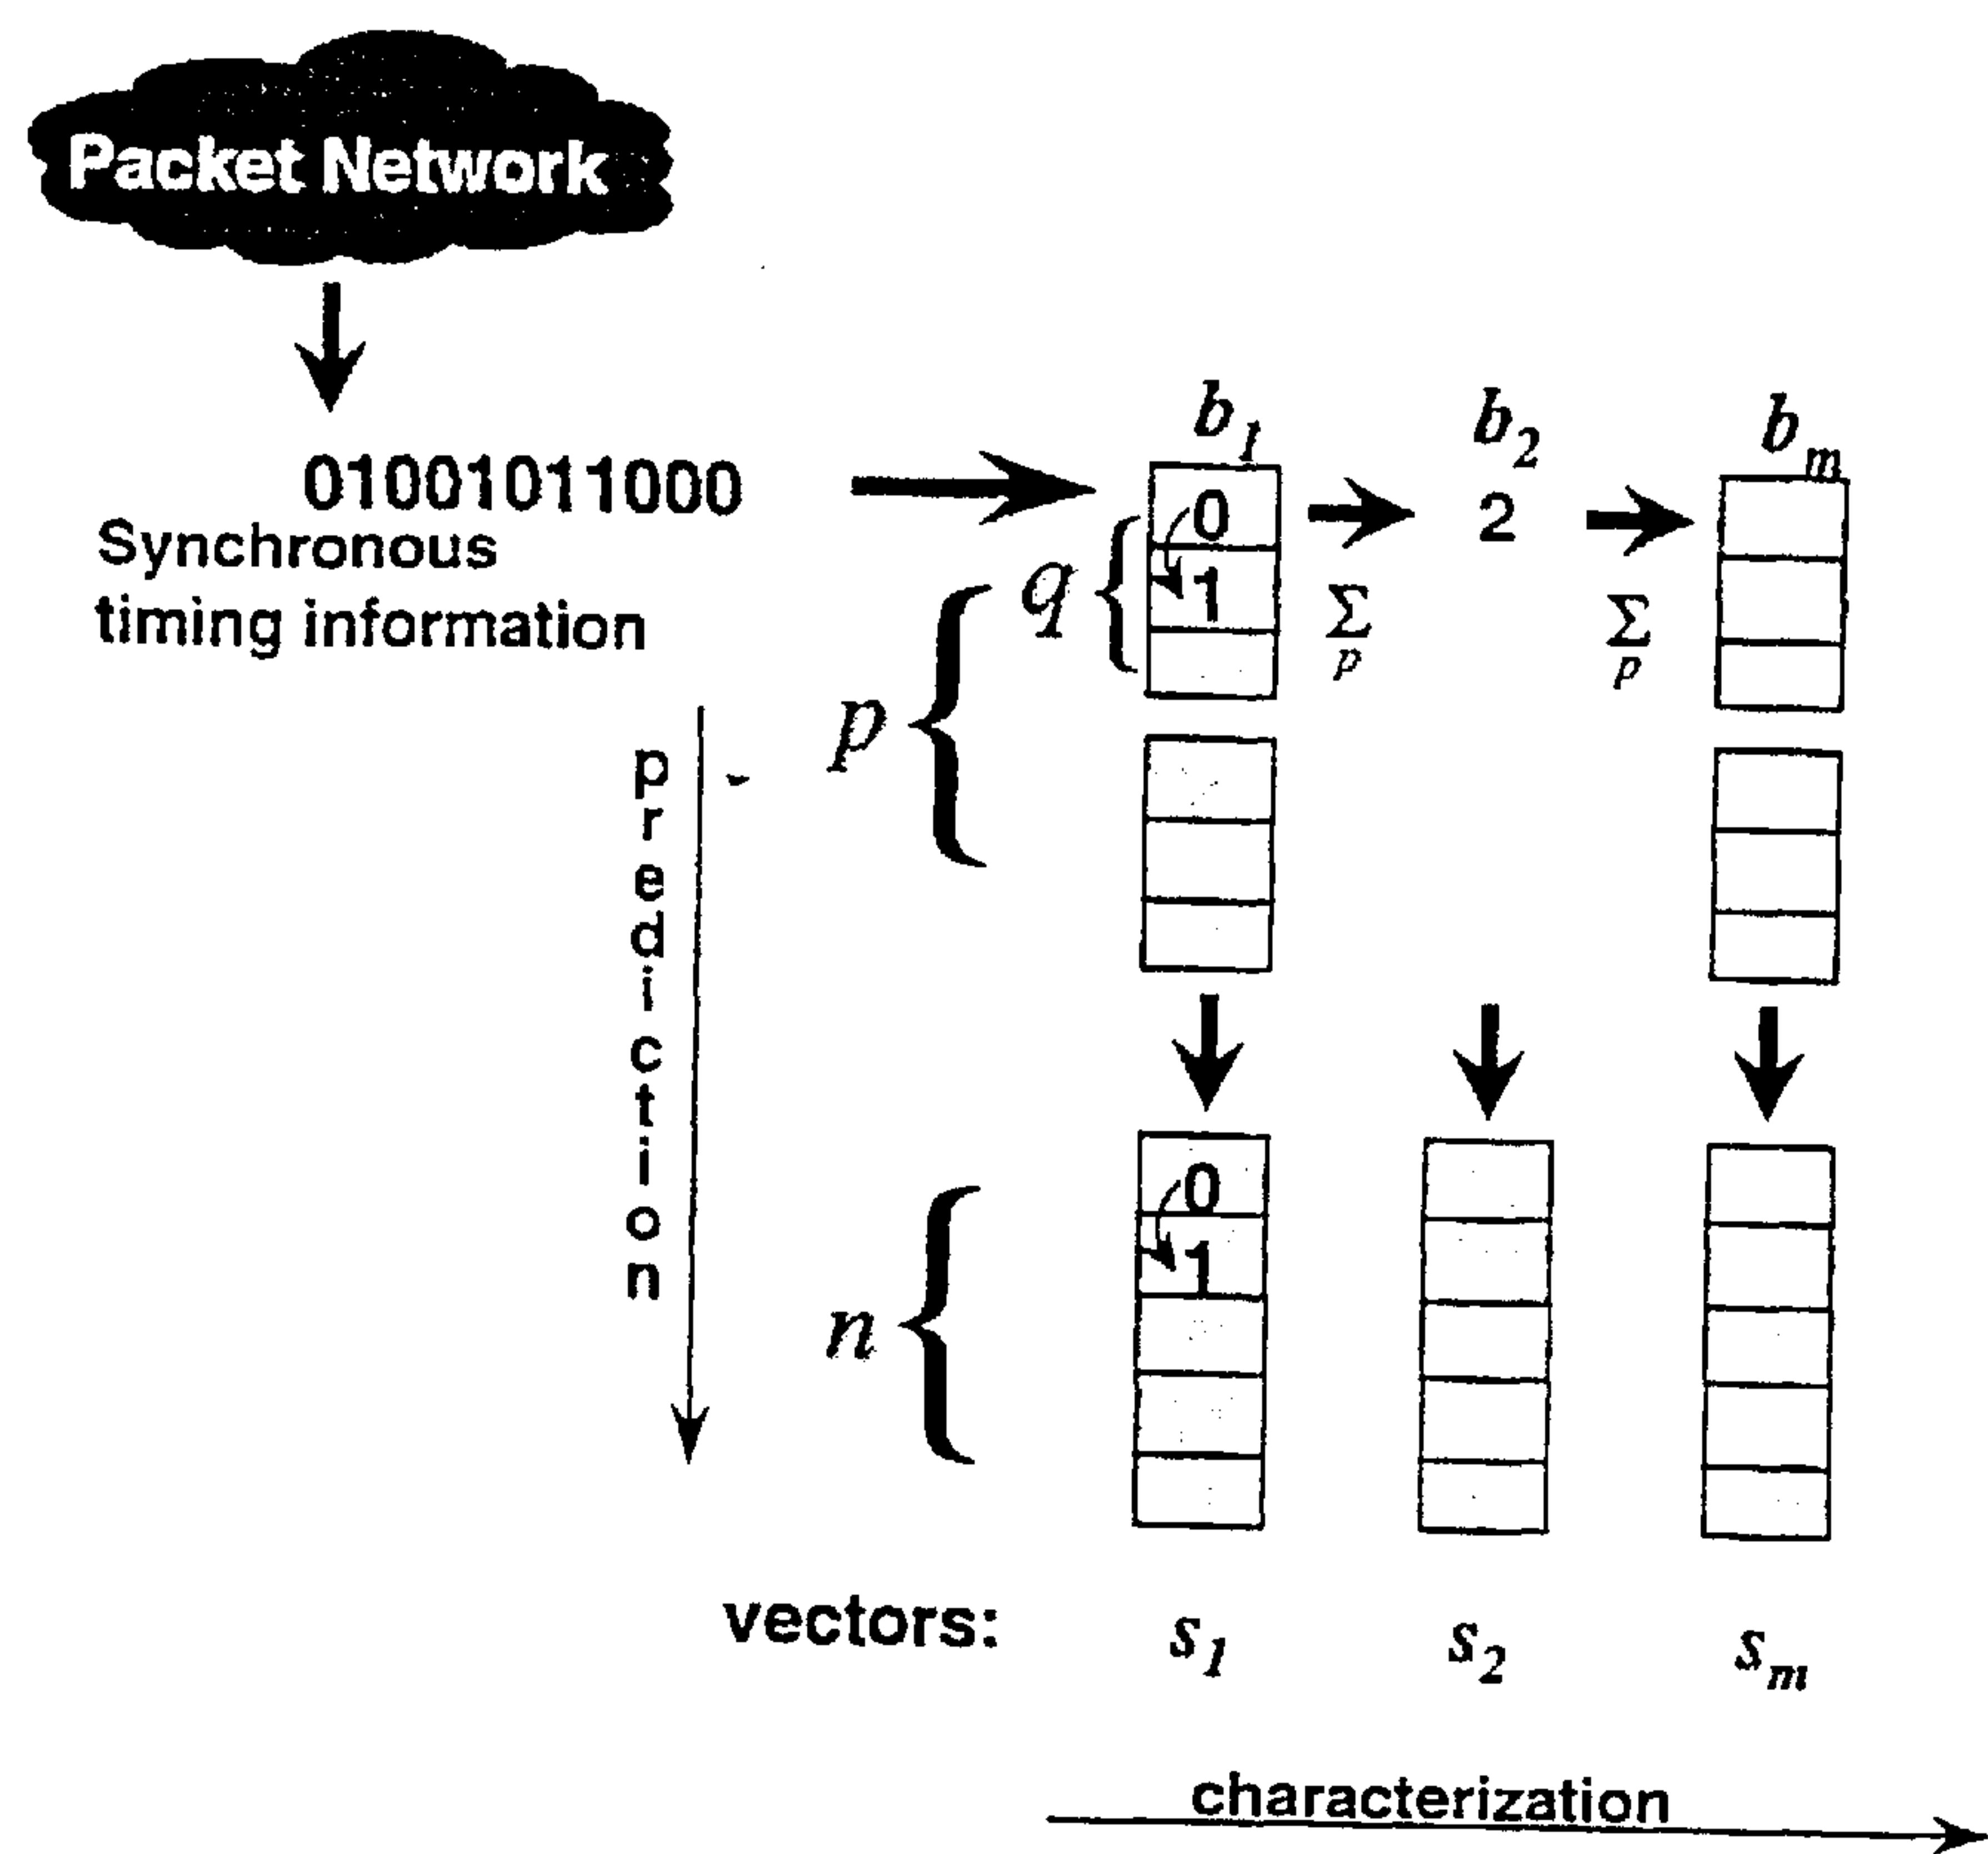 Packet Network
01001011000
Synchronous
timing information
b1
b2
bm
0
2
1
q
Σ
p
Σ
p
p
prediction
0
1
n
vectors:
s1
s2
sm
characterization